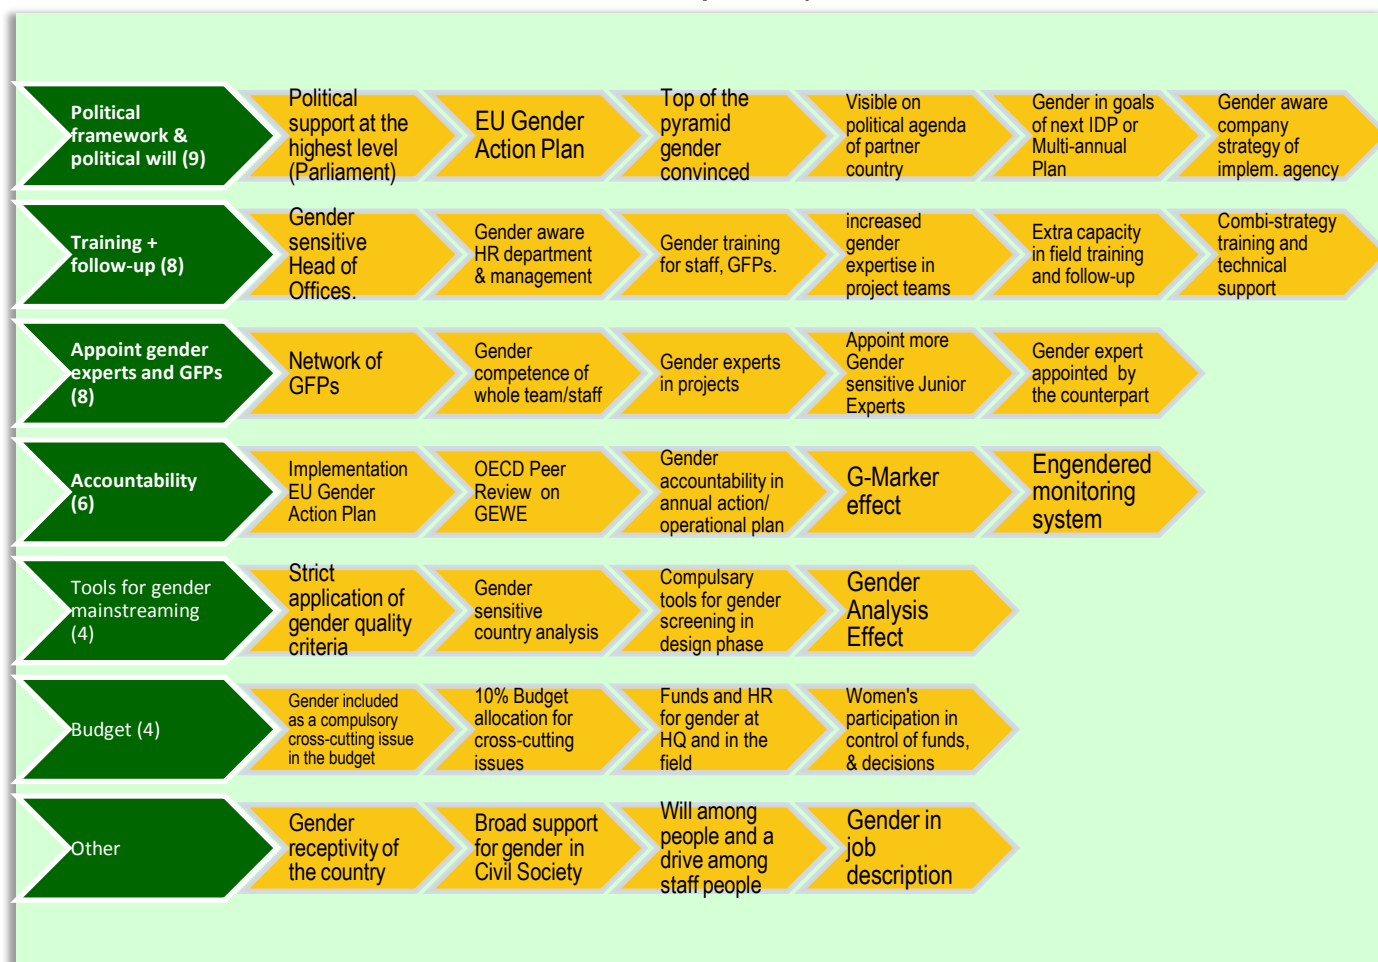 Political
framework &
political will (9)
Political
support at the
highest level
(Parliament)
EU Gender
Action Plan
Top of the
pyramid
gender
convinced
Visible on
political agenda
of partner
country
Gender in goals
of next IDP or
Multi-annual
Plan
Gender aware
company
strategy of
implem. agency
Training +
follow-up (8)
Gender
sensitive
Head of
Offices.
Gender aware
HR department
& management
Gender training
for staff, GFPs.
increased
gender
expertise in
project teams
Extra capacity
in field training
and follow-up
Combi-strategy
training and
technical
support
Appoint gender
experts and GFPs
(8)
Network of
GFPs
Gender
competence of
whole team/staff
Gender experts
in projects
Appoint more
Gender
sensitive Junior
Experts
Gender expert
appointed by
the counterpart
Accountability
(6)
Implementation
EU Gender
Action Plan
OECD Peer
Review on
GEWE
Gender
accountability in
annual action/
operational plan
G-Marker
effect
Engendered
monitoring
system
Tools for gender
mainstreaming
(4)
Strict
application of
gender quality
criteria
Gender
sensitive
country analysis
Compulsary
tools for gender
screening in
design phase
Gender
Analysis
Effect
Budget (4)
Gender included
as a compulsory
cross-cutting issue
in the budget
10% Budget
allocation for
cross-cutting
issues
Funds and HR
for gender at
HQ and in the
field
Women's
participation in
control of funds,
& decisions
Other
Gender
receptivity of
the country
Broad support
for gender in
Civil Society
Will among
people and a
drive among
staff people
Gender in
job
description